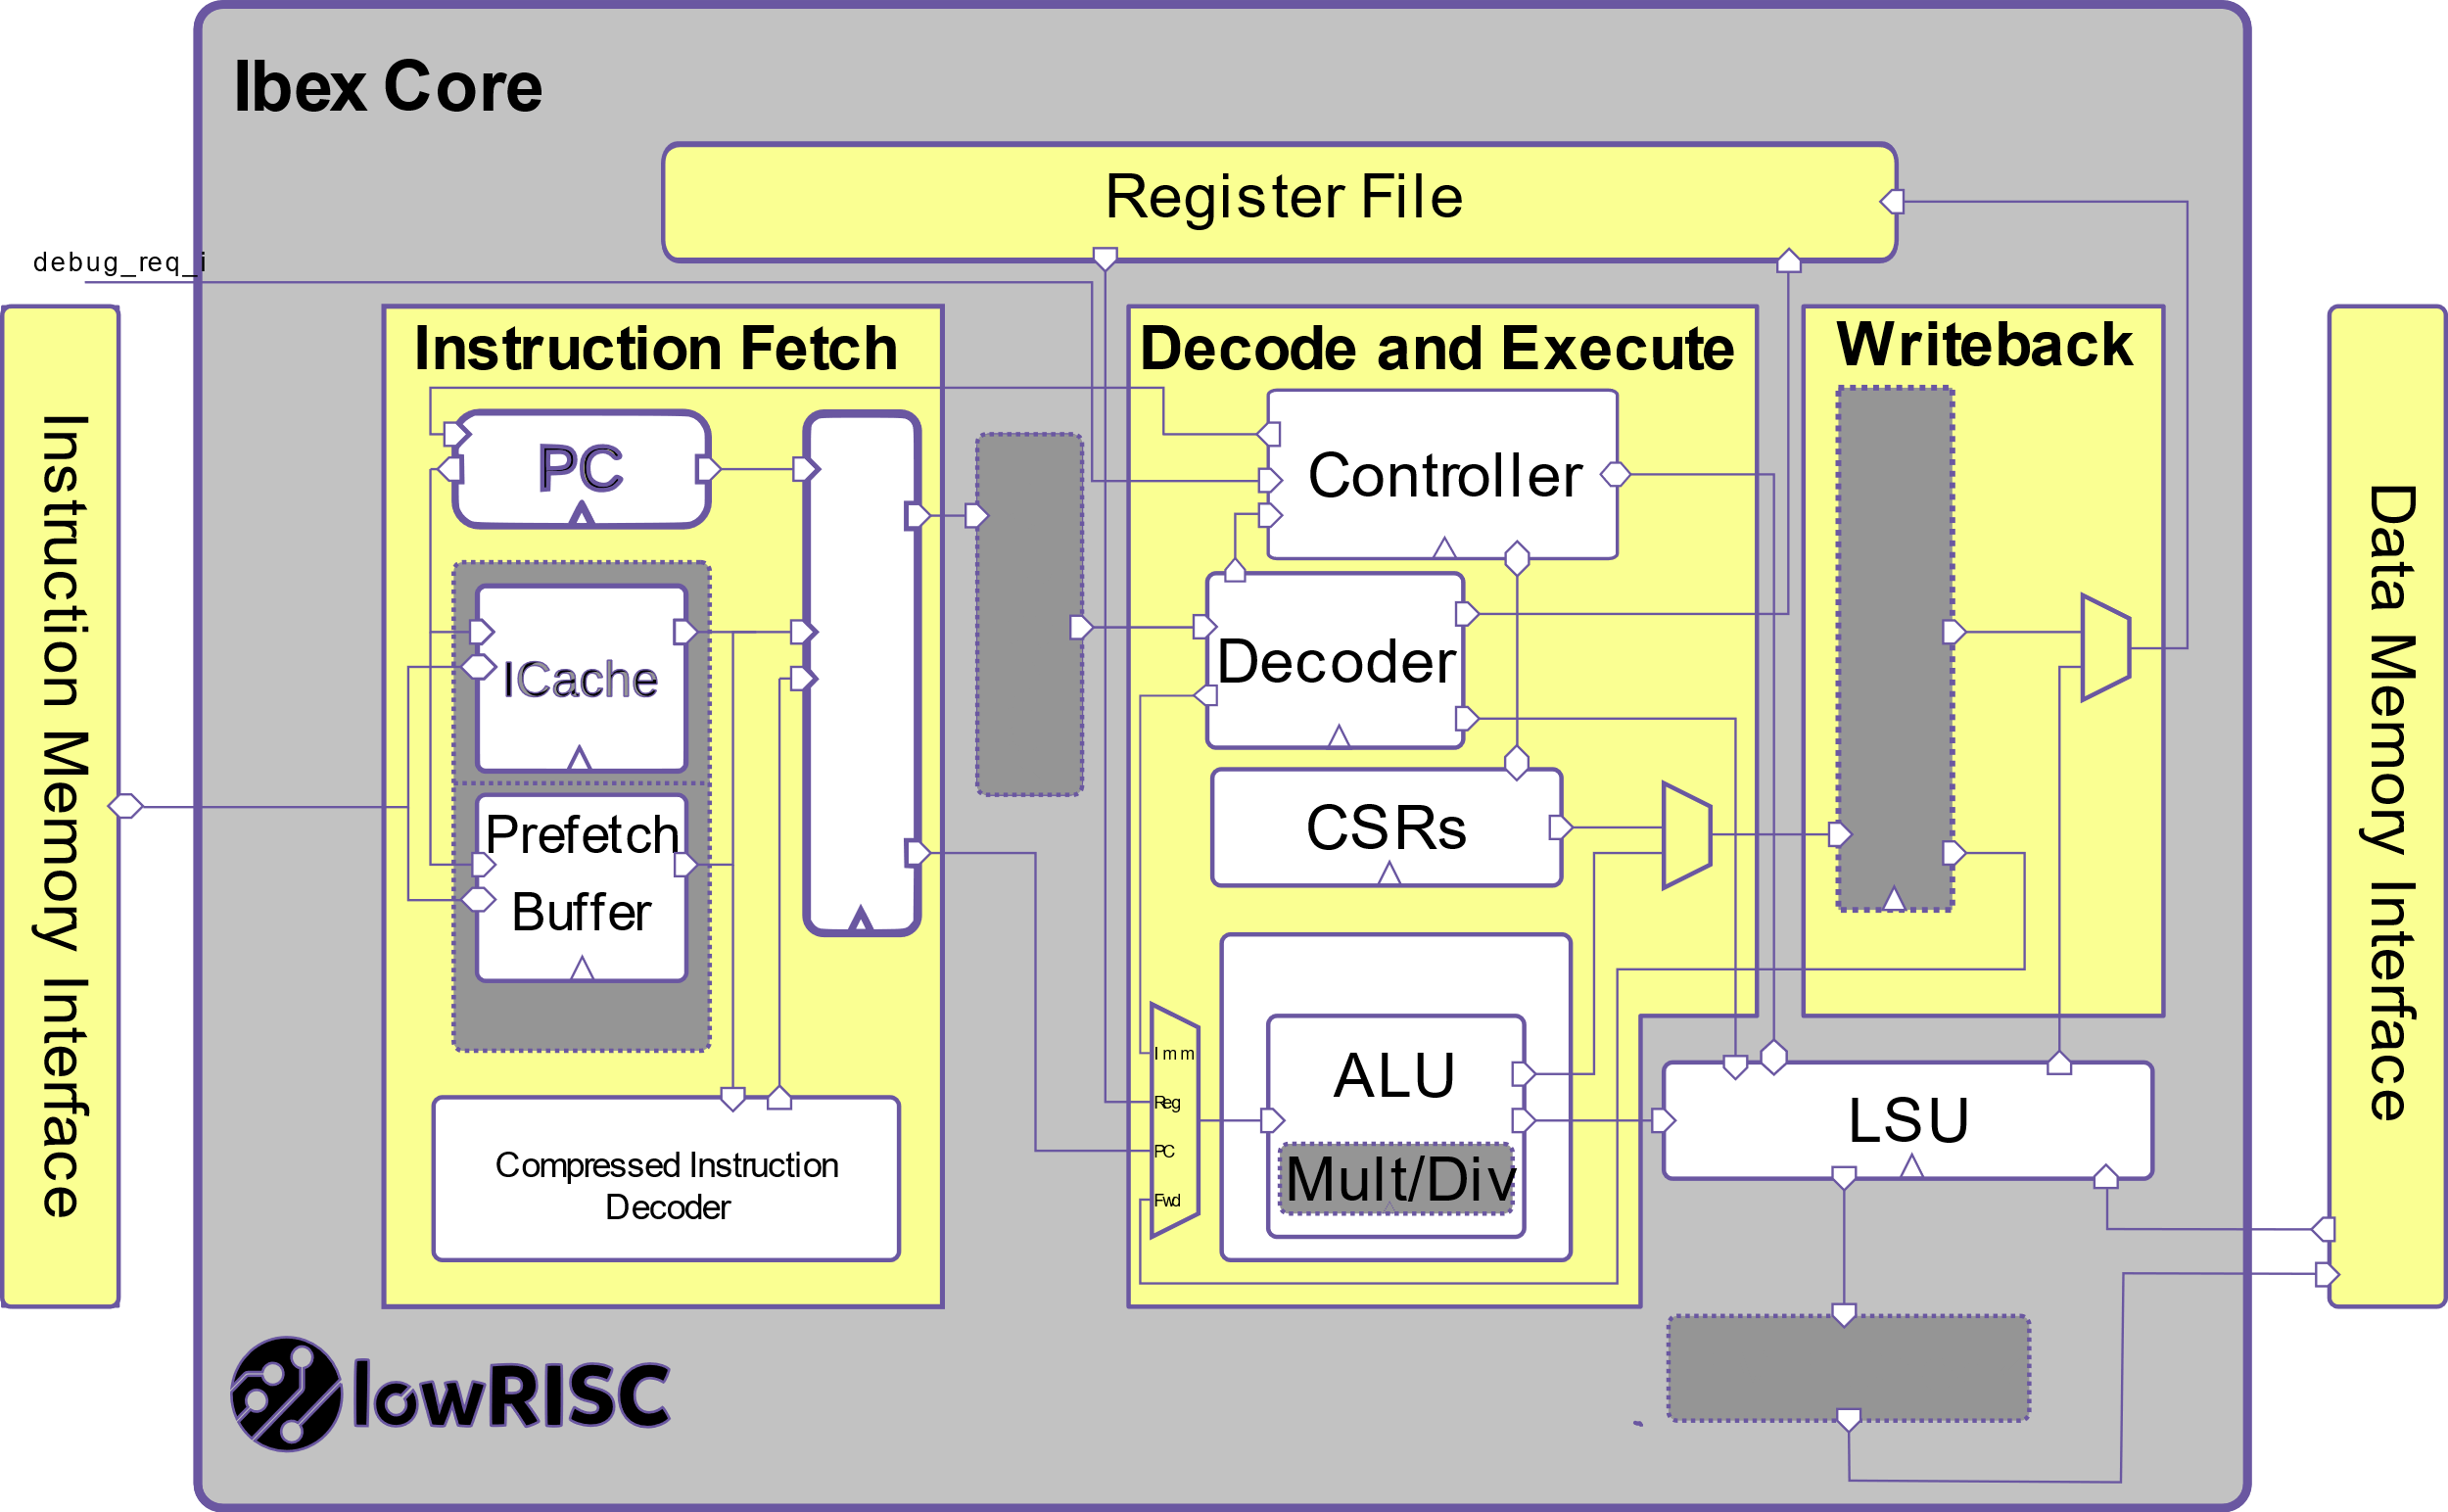 Ibex Core
Register File
debug_req_i
Instruction Memory Interface
Instruction Fetch
PC
ICache
Prefetch
Buffer
Compressed Instruction
Decoder
Decode and Execute
Controller
Decoder
CSRs
Imm
Reg
PC
Fwd
ALU
Mult/Div
Writeback
LSU
Data Memory Interface
lowRISC